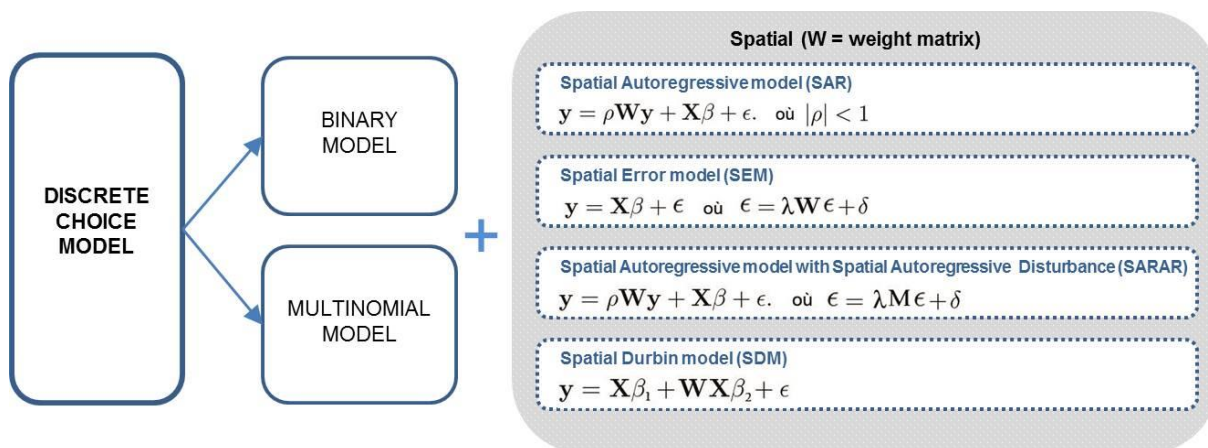 DISCRETE
CHOICE
MODEL
BINARY
MODEL
MULTINOMIAL
MODEL
+
Spatial (W = weight matrix)
Spatial Autoregressive model (SAR)
y = ρWy + Xβ + ϵ. où |ρ| < 1
Spatial Error model (SEM)
y = Xβ + ϵ où ϵ = λWϵ + δ
Spatial Autoregressive model with Spatial Autoregressive Disturbance (SARAR)
y = ρWy + Xβ + ϵ. où ϵ = λMϵ + δ
Spatial Durbin model (SDM)
y = Xβ₁ + WXβ₂ + ϵ